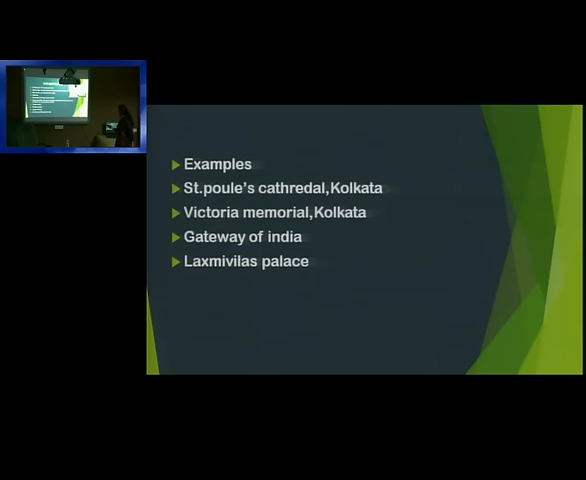 Examples
St.poule's cathredal,Kolkata
Victoria memorial,Kolkata
Gateway of india
Laxmivilas palace